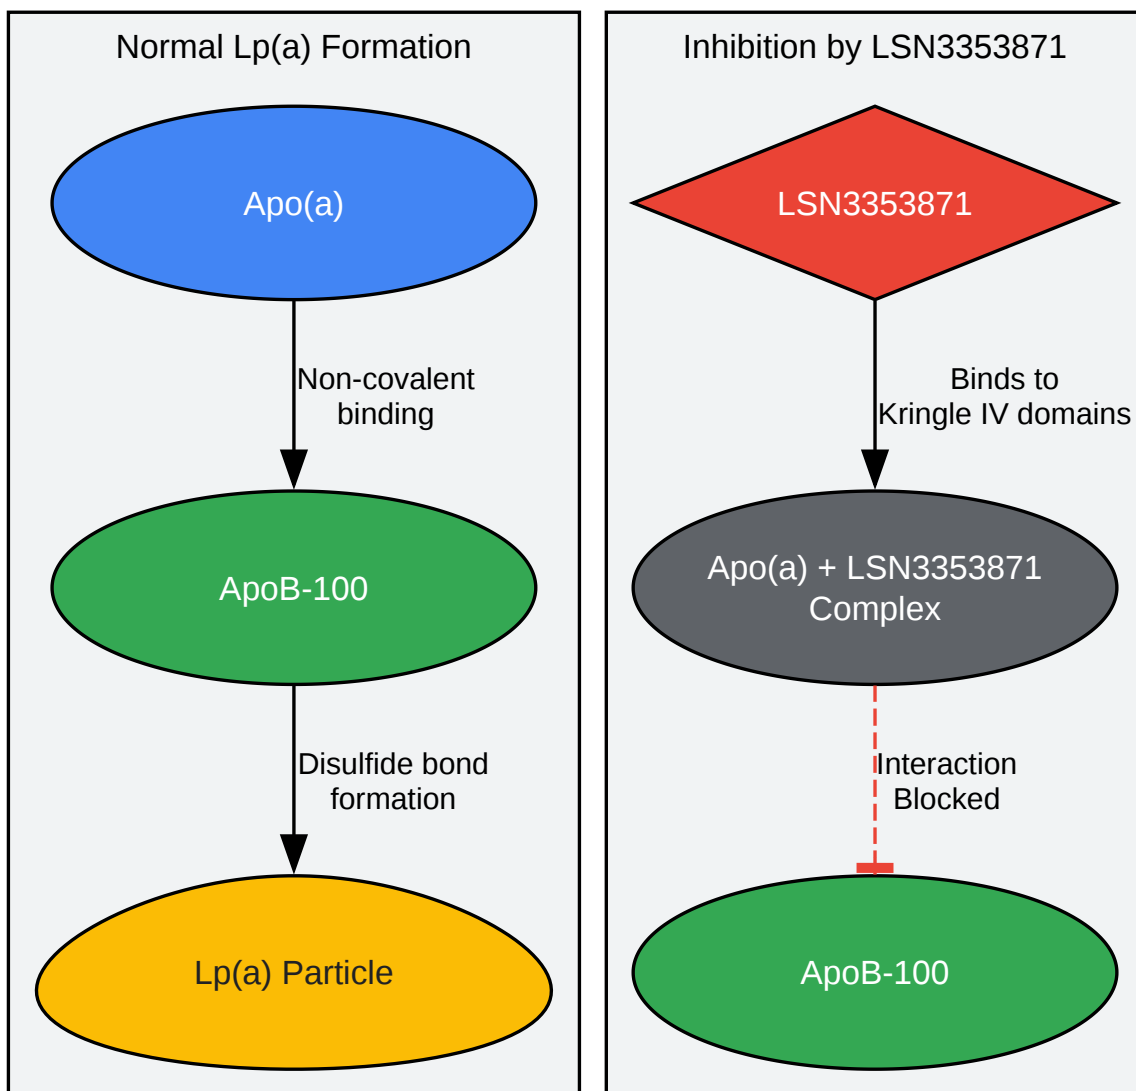 Normal Lp(a) Formation
Apo(a)
Non-covalent
binding
ApoB-100
Disulfide bond
formation
Lp(a) Particle
Inhibition by LSN3353871
LSN3353871
Binds to
Kringle IV domains
Apo(a) + LSN3353871
Complex
Interaction
Blocked
ApoB-100